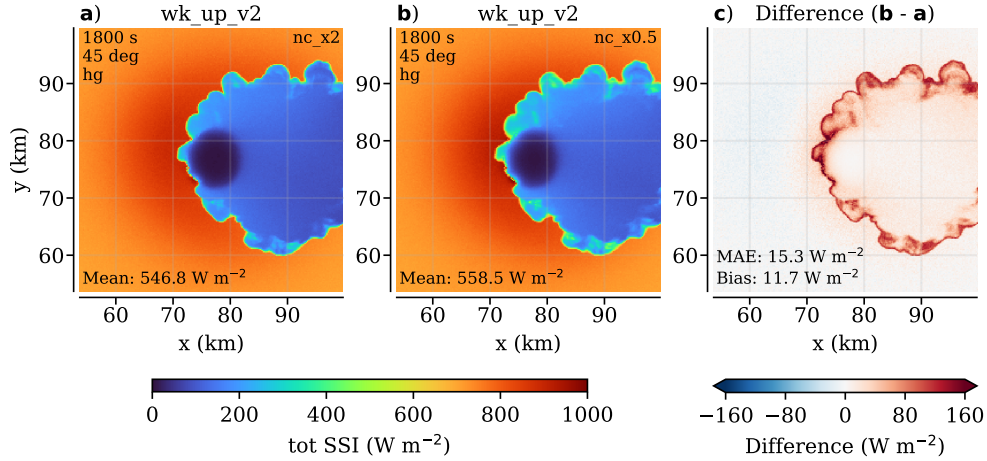 a) wk_up_v2
b) wk_up_v2
c) Difference (b - a)
1800 s
45 deg
hg
nc_x2
Mean: 546.8 W m−2
1800 s
45 deg
hg
nc_x0.5
Mean: 558.5 W m−2
MAE: 15.3 W m−2
Bias: 11.7 W m−2
y (km)
90
80
70
60
90
80
70
60
90
80
70
60
60 70 80 90
60 70 80 90
60 70 80 90
x (km)
x (km)
x (km)
0 200 400 600 800 1000
tot SSI (W m−2)
−160 −80 0 80 160
Difference (W m−2)